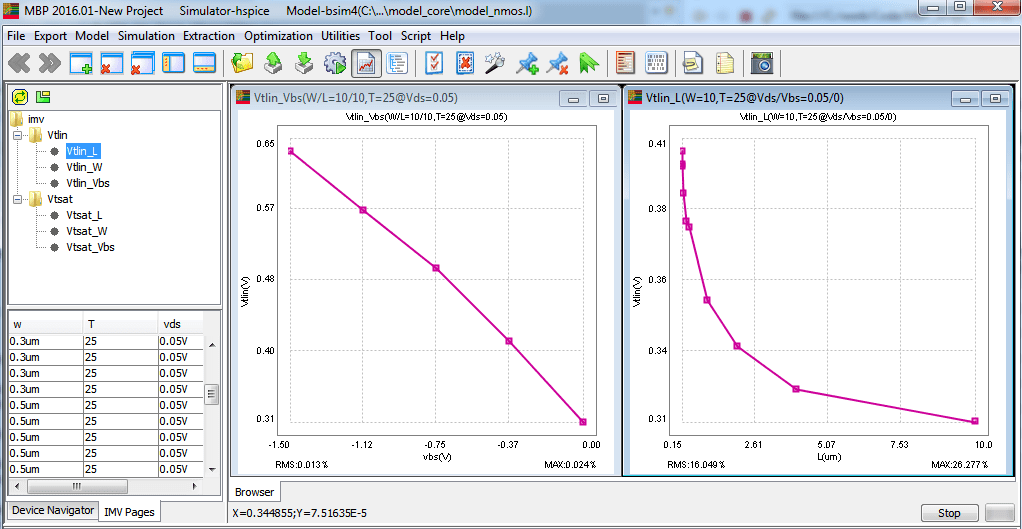 MBP 2016.01-New Project Simulator-hspice Model-bsim4(C:\...\model_core\model_nmos.l)
File Export Model Simulation Extraction Optimization Utilities Tool Script Help
imv
Vtlin
Vtlin_L
Vtlin_W
Vtlin_Vbs
Vtsat
Vtsat_L
Vtsat_W
Vtsat_Vbs
w T vds
0.3um 25 0.05V
0.3um 25 0.05V
0.3um 25 0.05V
0.3um 25 0.05V
0.5um 25 0.05V
0.5um 25 0.05V
0.5um 25 0.05V
0.5um 25 0.05V
0.5um 25 0.05V
Device Navigator IMV Pages
Vtlin_Vbs(W/L=10/10,T=25@Vds=0.05)
Vtlin_Vbs(W/L=10/10,T=25@Vds=0.05)
0.65
0.57
0.48
0.40
0.31
Vtlin(V)
-1.50 -1.12 -0.75 -0.37 0.00
vbs(V)
RMS:0.013% MAX:0.024%
Vtlin_L(W=10,T=25@Vds/Vbs=0.05/0)
Vtlin_L(W=10,T=25@Vds/Vbs=0.05/0)
0.41
0.38
0.36
0.34
0.31
Vtlin(V)
0.15 2.61 5.07 7.53 10.0
L(um)
RMS:16.049% MAX:26.277%
Browser
X=0.344855;Y=7.51635E-5
Stop